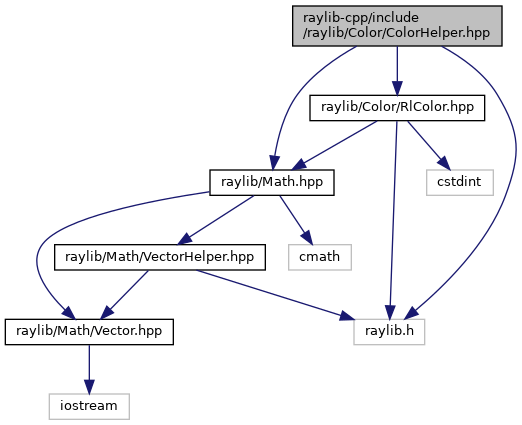 raylib-cpp/include
/raylib/Color/ColorHelper.hpp
raylib/Color/RlColor.hpp
raylib/Math.hpp
cstdint
raylib/Math/VectorHelper.hpp
cmath
raylib/Math/Vector.hpp
raylib.h
iostream